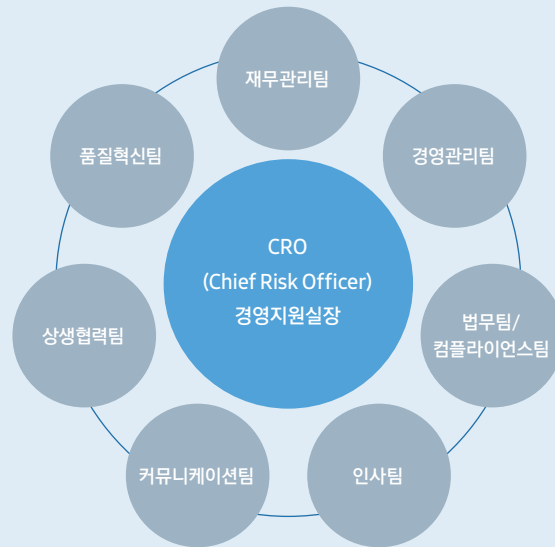 재무관리팀
품질혁신팀
경영관리팀
CRO
(Chief Risk Officer)
경영지원실장
상생협력팀
법무팀/
컴플라이언스팀
커뮤니케이션팀
인사팀